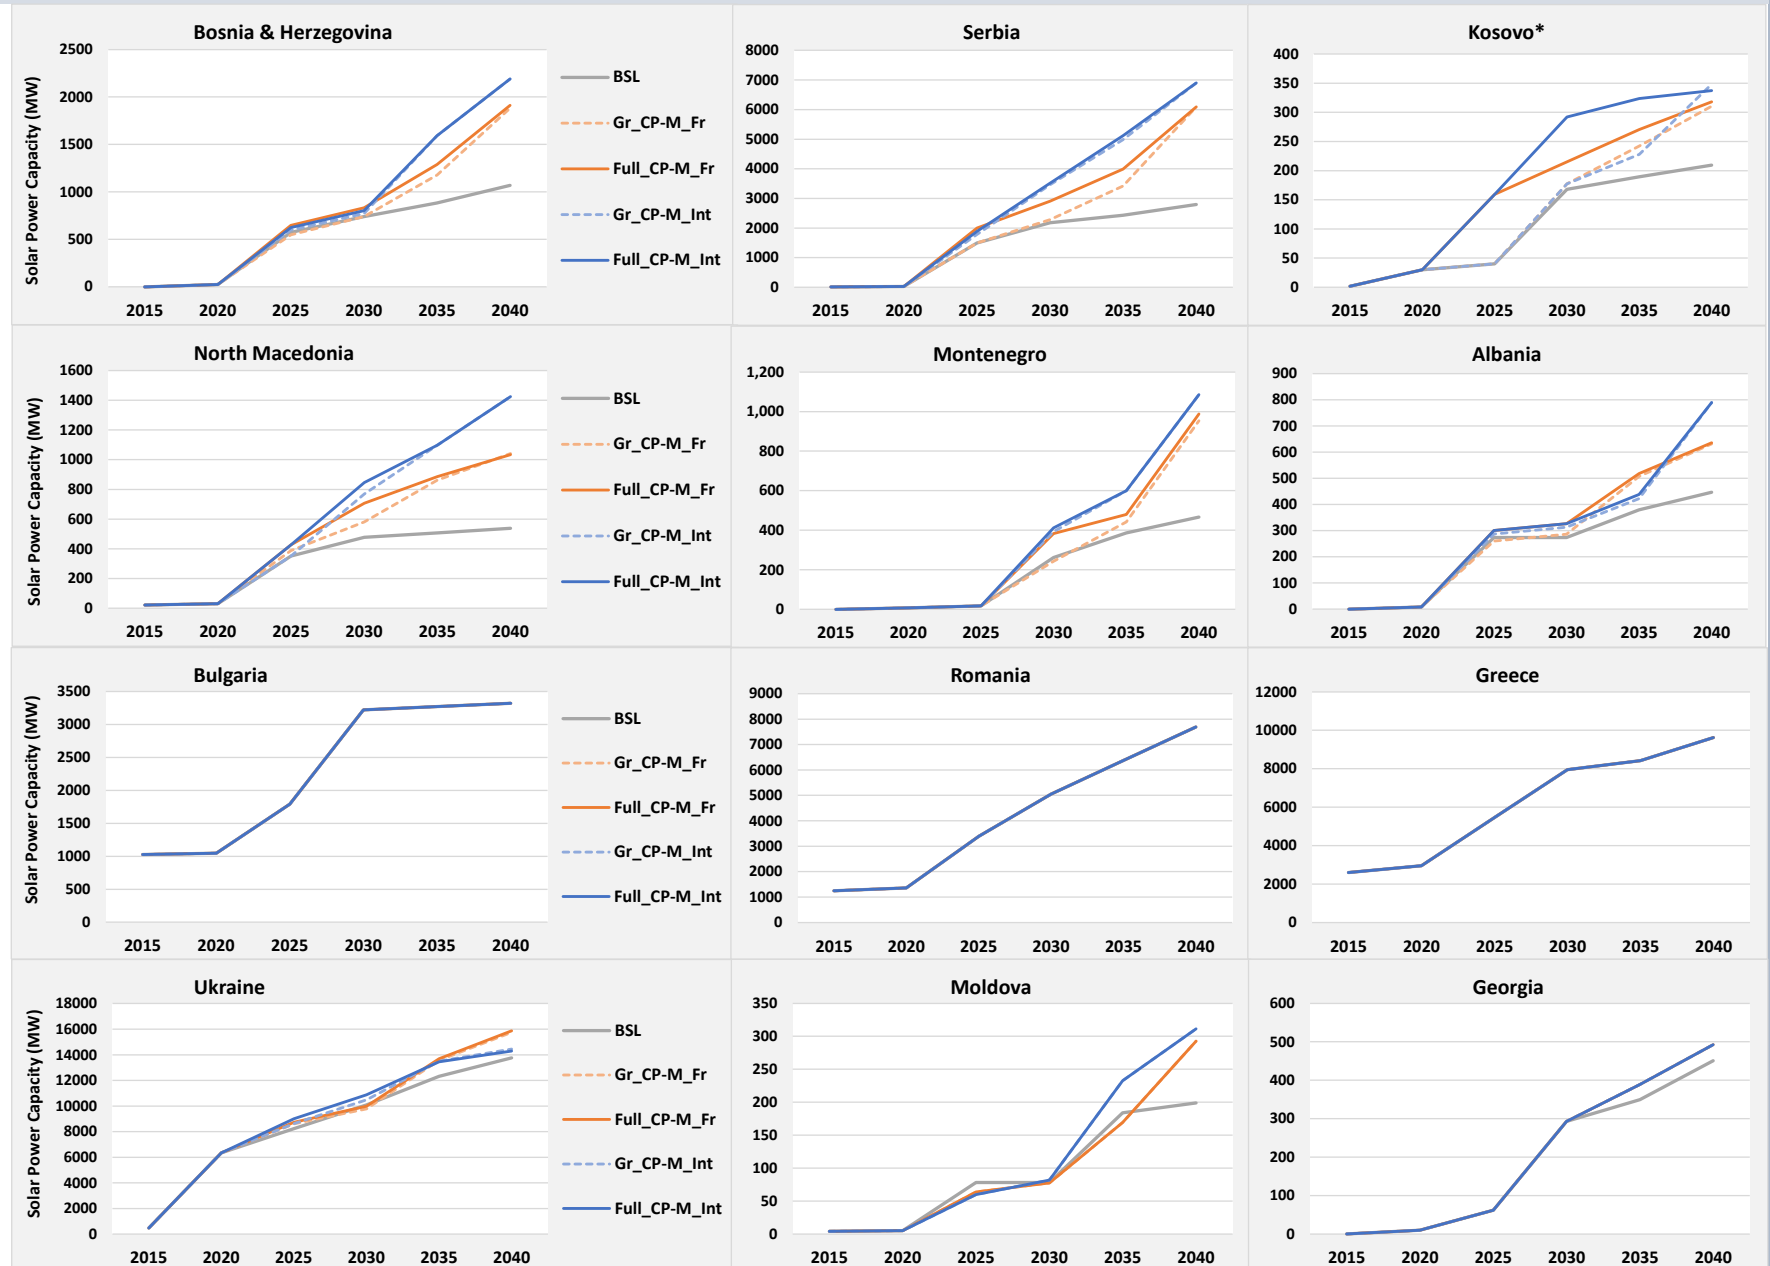 Bosnia & Herzegovina
Solar Power Capacity (MW)
2500
2000
1500
1000
500
0
2015 2020 2025 2030 2035 2040
BSL
Gr_CP-M_Fr
Full_CP-M_Fr
Gr_CP-M_Int
Full_CP-M_Int
Serbia
8000
7000
6000
5000
4000
3000
2000
1000
0
2015 2020 2025 2030 2035 2040
Kosovo*
400
350
300
250
200
150
100
50
0
2015 2020 2025 2030 2035 2040
North Macedonia
Solar Power Capacity (MW)
1600
1400
1200
1000
800
600
400
200
0
2015 2020 2025 2030 2035 2040
BSL
Gr_CP-M_Fr
Full_CP-M_Fr
Gr_CP-M_Int
Full_CP-M_Int
Montenegro
1,200
1,000
800
600
400
200
0
2015 2020 2025 2030 2035 2040
Albania
900
800
700
600
500
400
300
200
100
0
2015 2020 2025 2030 2035 2040
Bulgaria
Solar Power Capacity (MW)
3500
3000
2500
2000
1500
1000
500
0
2015 2020 2025 2030 2035 2040
BSL
Gr_CP-M_Fr
Full_CP-M_Fr
Gr_CP-M_Int
Full_CP-M_Int
Romania
9000
8000
7000
6000
5000
4000
3000
2000
1000
0
2015 2020 2025 2030 2035 2040
Greece
12000
10000
8000
6000
4000
2000
0
2015 2020 2025 2030 2035 2040
Ukraine
Solar Power Capacity (MW)
18000
16000
14000
12000
10000
8000
6000
4000
2000
0
2015 2020 2025 2030 2035 2040
BSL
Gr_CP-M_Fr
Full_CP-M_Fr
Gr_CP-M_Int
Full_CP-M_Int
Moldova
350
300
250
200
150
100
50
0
2015 2020 2025 2030 2035 2040
Georgia
600
500
400
300
200
100
0
2015 2020 2025 2030 2035 2040